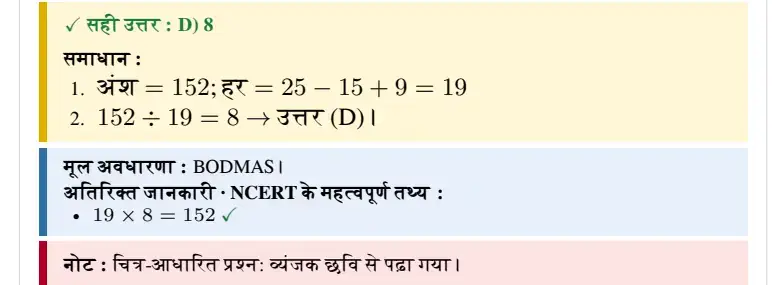 ✓ सही उत्तर : D) 8
समाधान :
1. अंश = 152; हर = 25 − 15 + 9 = 19
2. 152 ÷ 19 = 8 → उत्तर (D)।
मूल अवधारणा : BODMAS।
अतिरिक्त जानकारी · NCERT के महत्वपूर्ण तथ्य :
• 19 × 8 = 152 ✓
नोट : चित्र-आधारित प्रश्न: व्यंजक छवि से पढ़ा गया।